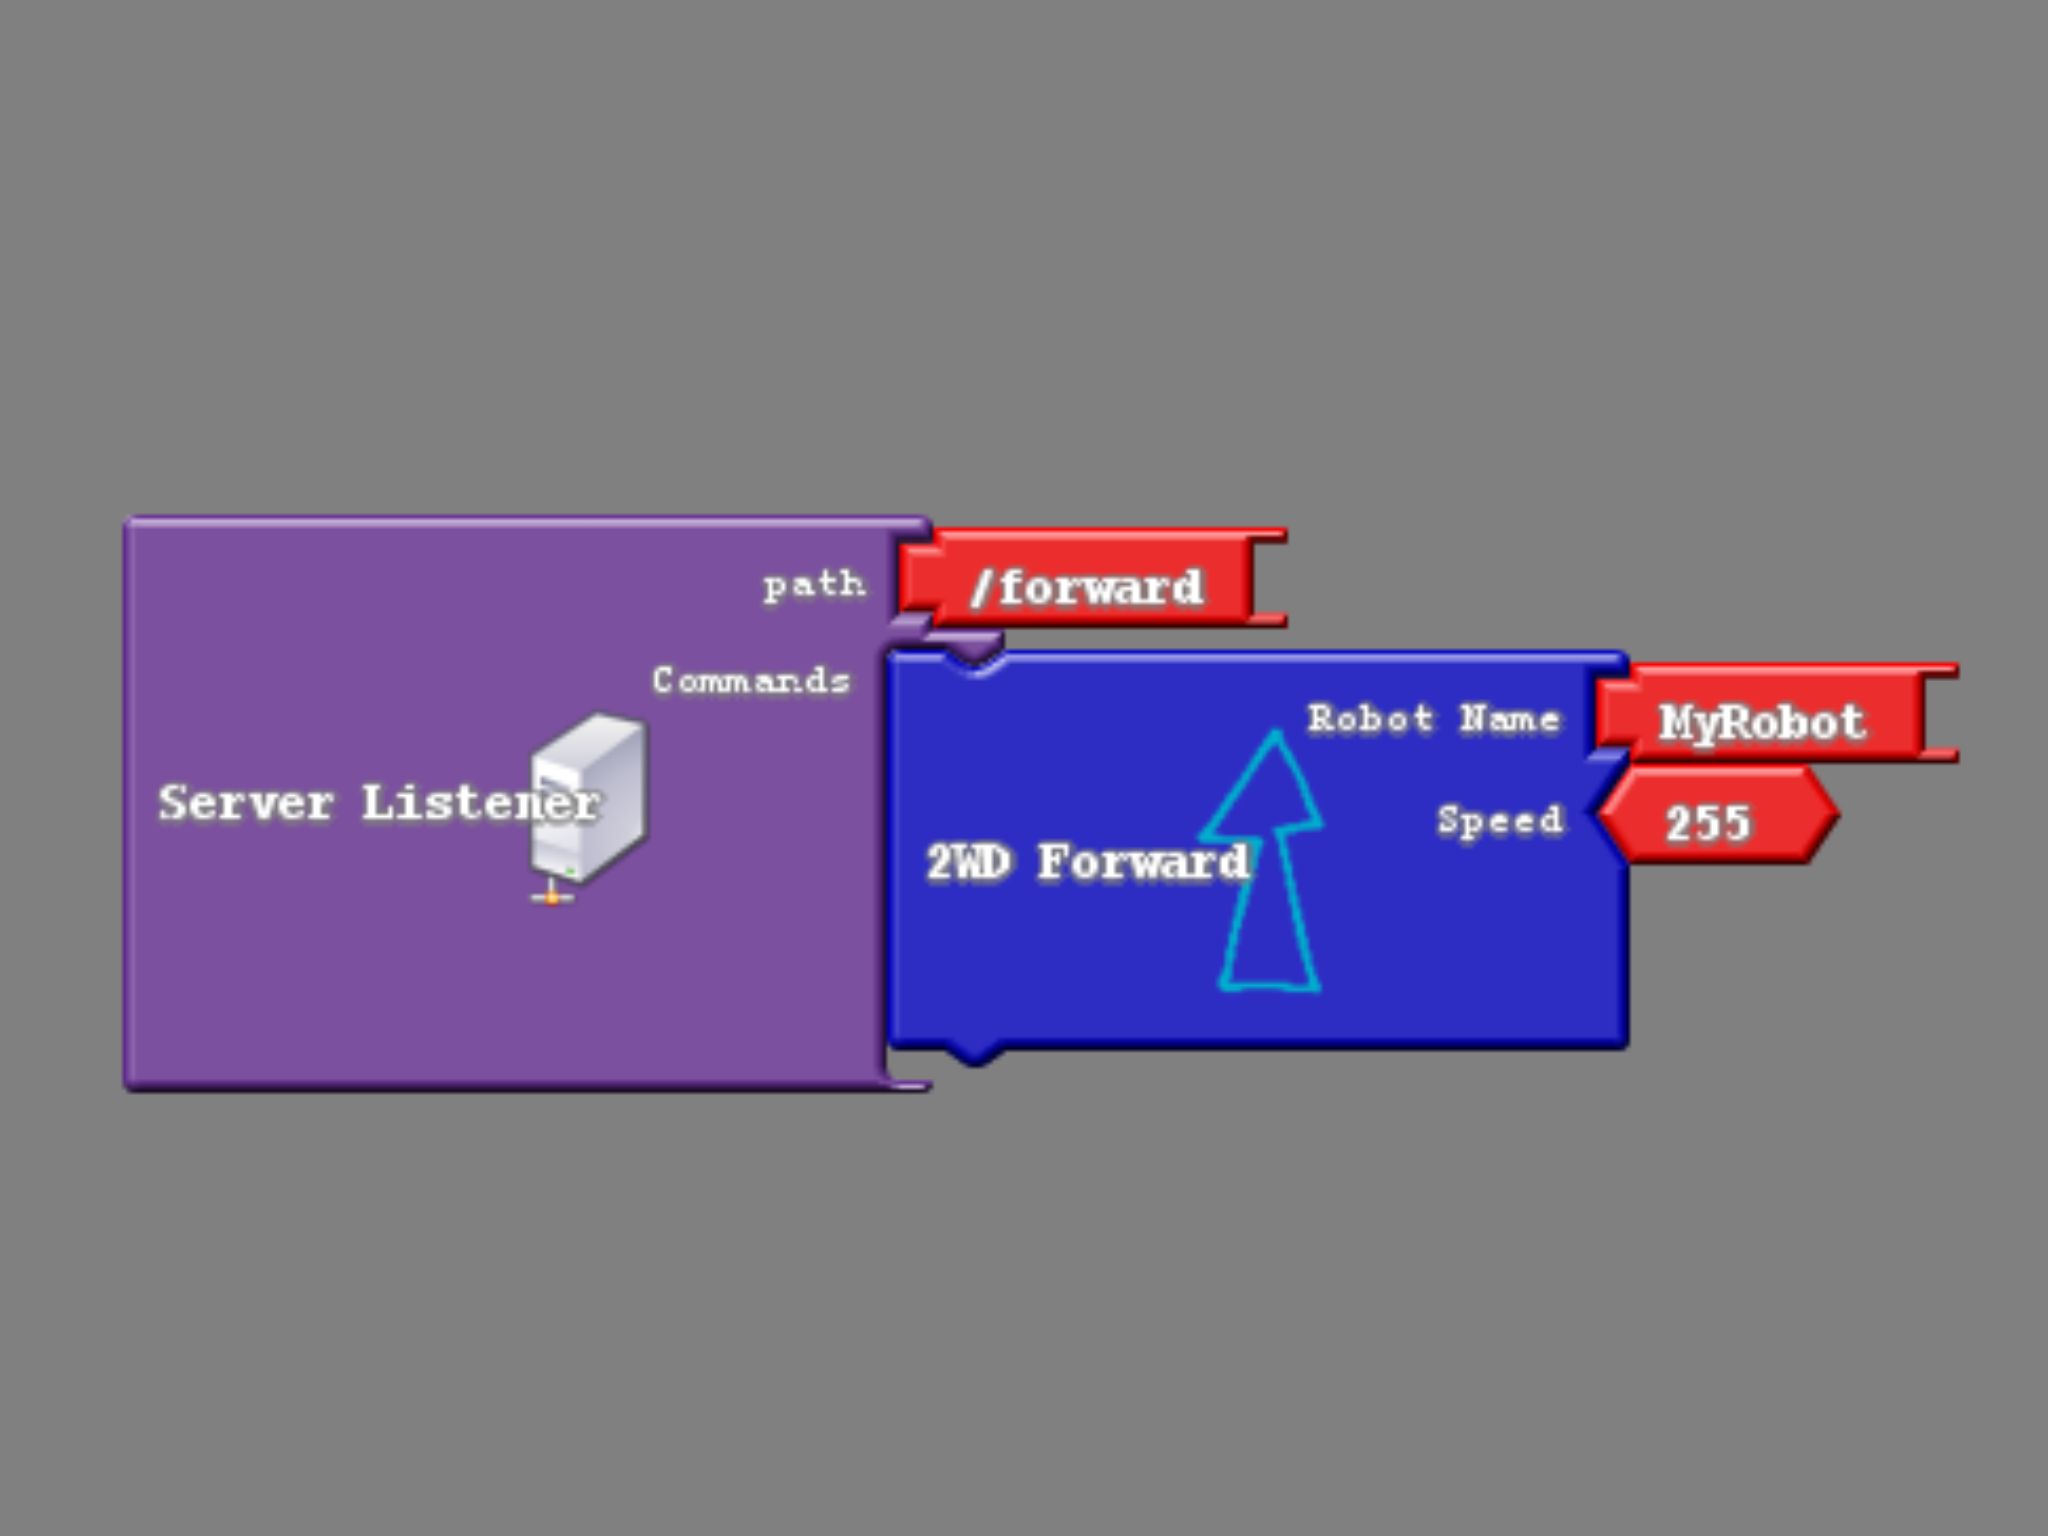 path
/forward
Commands
Robot Name
MyRobot
Server Listener
2WD Forward
Speed
255